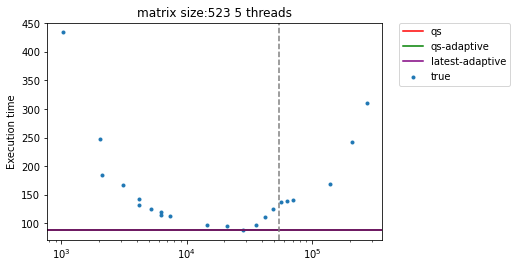 matrix size:523 5 threads
450
400
350
300
250
200
150
100
Execution time
10³
10⁴
10⁵
qs
qs-adaptive
latest-adaptive
true